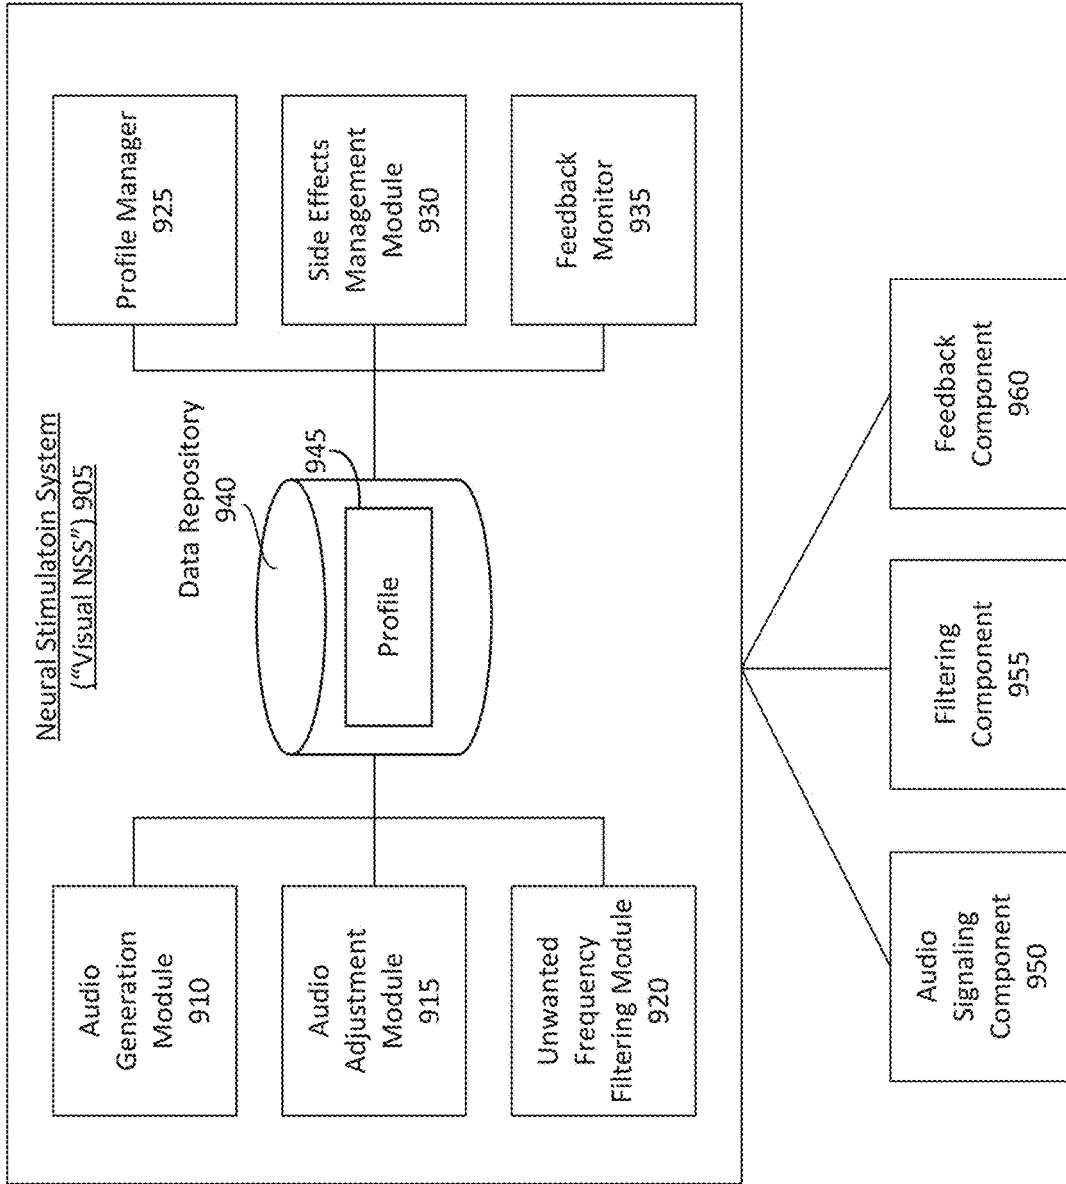 Neural Stimulatoin System
(“Visual NSS”) 905
Audio
Generation
Module
910
Audio
Adjustment
Module
915
Unwanted
Frequency
Filtering Module
920
Data Repository
940
945
Profile
Profile Manager
925
Side Effects
Management
Module
930
Feedback
Monitor
935
Audio
Signaling
Component
950
Filtering
Component
955
Feedback
Component
960